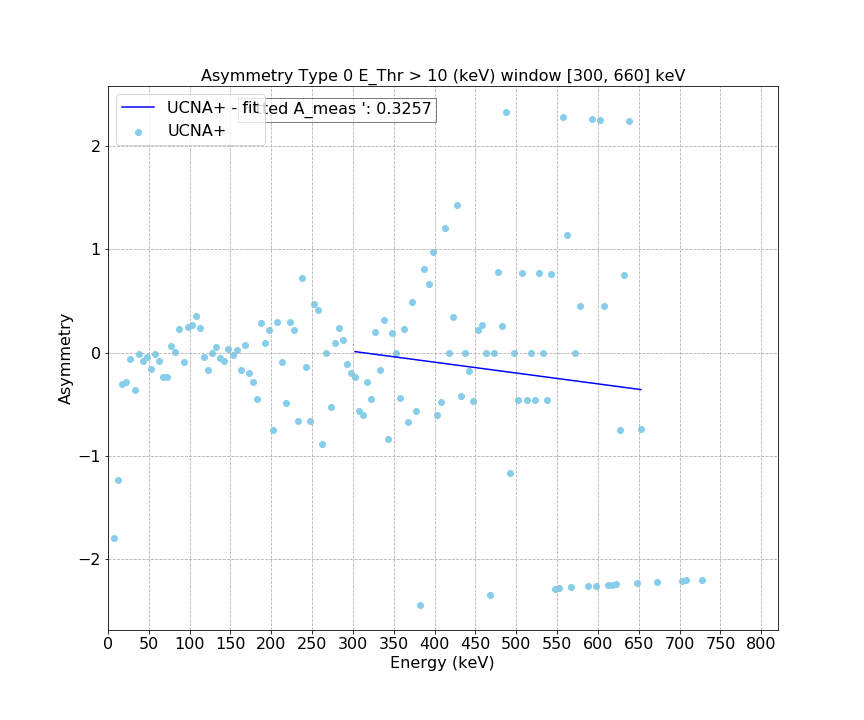 Asymmetry Type 0 E_Thr > 10 (keV) window [300, 660] keV
UCNA+ - fit
ted A_meas ': 0.3257
UCNA+
2
1
0
−1
−2
Asymmetry
0 50 100 150 200 250 300 350 400 450 500 550 600 650 700 750 800
Energy (keV)